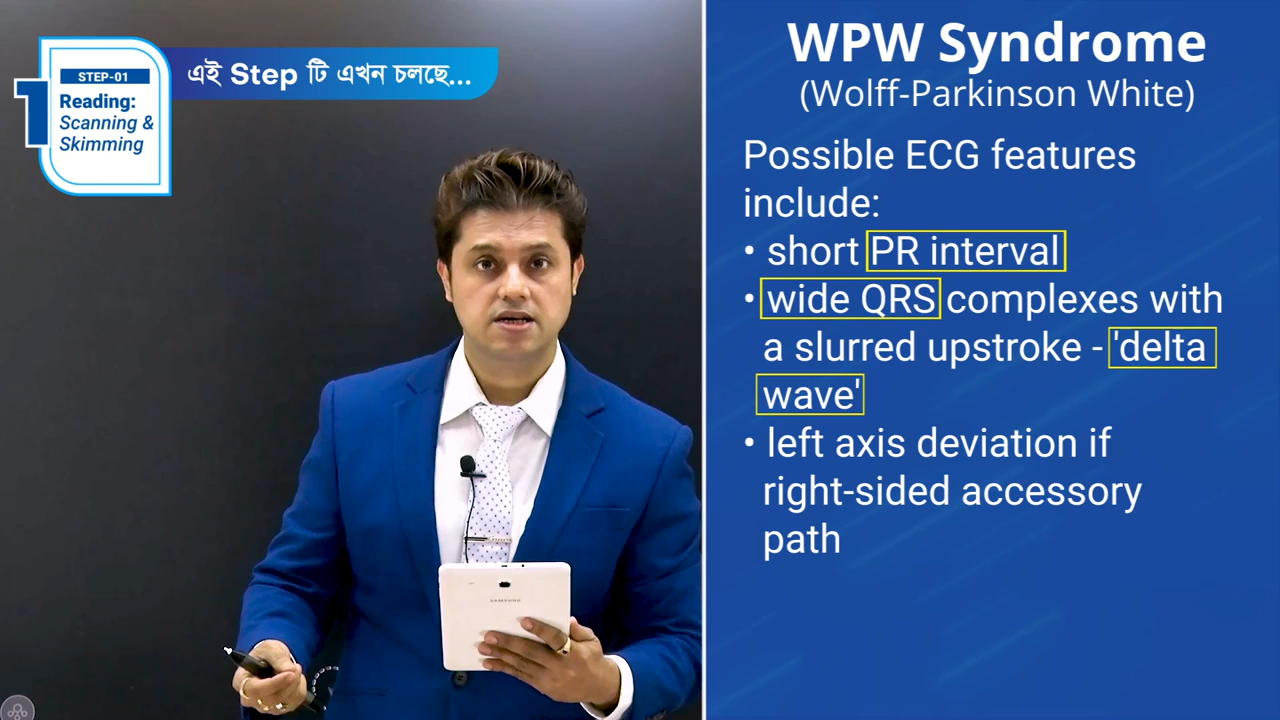 STEP-01
1
Reading:
Scanning &
Skimming
এই Step টি এখন চলছে...
SAMSUNG
WPW Syndrome
(Wolff-Parkinson White)
Possible ECG features
include:
• short PR interval
• wide QRS complexes with
a slurred upstroke - 'delta
wave'
• left axis deviation if
right-sided accessory
path